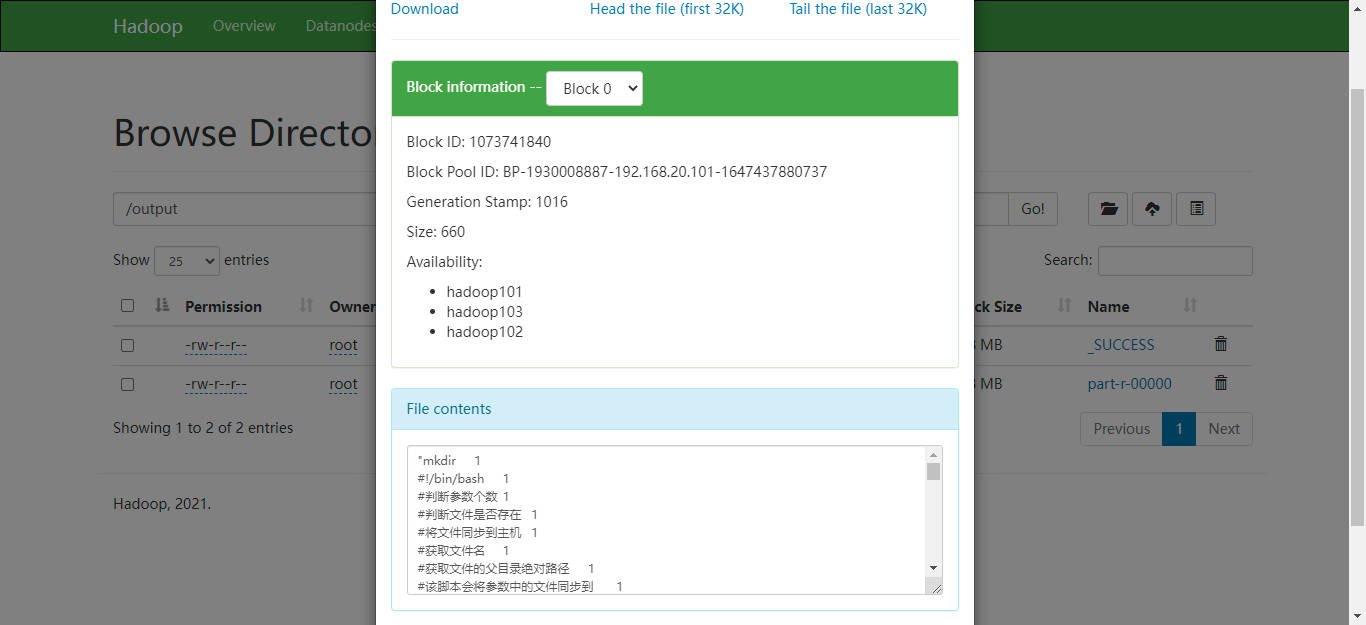 Download Head the file (first 32K) Tail the file (last 32K)
Hadoop Overview Datanodes
Block information -- Block 0
Browse Directo
Block ID: 1073741840
Block Pool ID: BP-1930008887-192.168.20.101-1647437880737
Generation Stamp: 1016
/output Go!
Size: 660
Show 25 entries Search:
Availability:
hadoop101
hadoop103
hadoop102
Permission Owner ck Size Name
-rw-r--r-- root MB _SUCCESS
-rw-r--r-- root MB part-r-00000
File contents
Showing 1 to 2 of 2 entries Previous 1 Next
"mkdir 1
#!/bin/bash 1
#判断参数个数 1
#判断文件是否存在 1
#将文件同步到主机 1
#获取文件名 1
#获取文件的父目录绝对路径 1
#该脚本会将参数中的文件同步到 1
Hadoop, 2021.